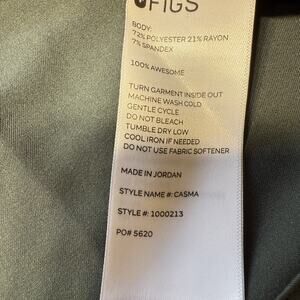 FIGS
BODY:
72% POLYESTER 21% RAYON
7% SPANDEX
100% AWESOME
TURN GARMENT INSIDE OUT
MACHINE WASH COLD
GENTLE CYCLE
DO NOT BLEACH
TUMBLE DRY LOW
COOL IRON IF NEEDED
DO NOT USE FABRIC SOFTENER
MADE IN JORDAN
STYLE NAME #: CASMA
STYLE #: 1000213
PO# 5620